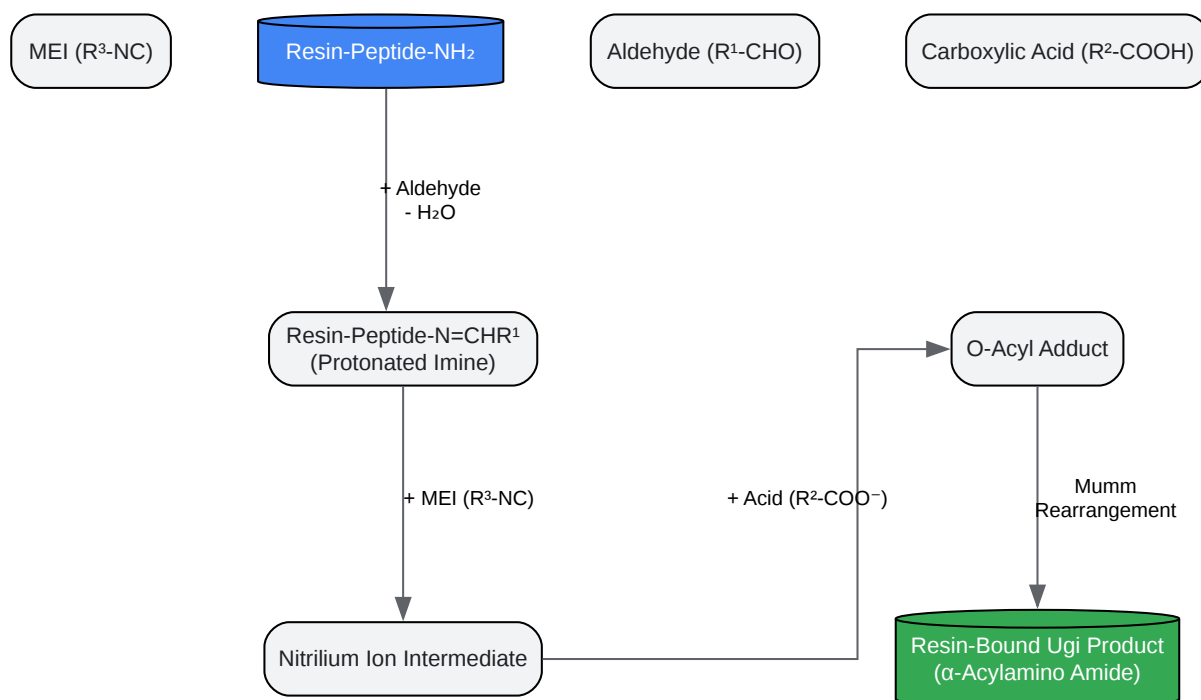 MEI (R³-NC)
Resin-Peptide-NH₂
Aldehyde (R¹-CHO)
Carboxylic Acid (R²-COOH)
+ Aldehyde
- H₂O
Resin-Peptide-N=CHR¹
(Protonated Imine)
O-Acyl Adduct
+ MEI (R³-NC)
+ Acid (R²-COO⁻)
Mumm
Rearrangement
Nitrilium Ion Intermediate
Resin-Bound Ugi Product
(α-Acylamino Amide)